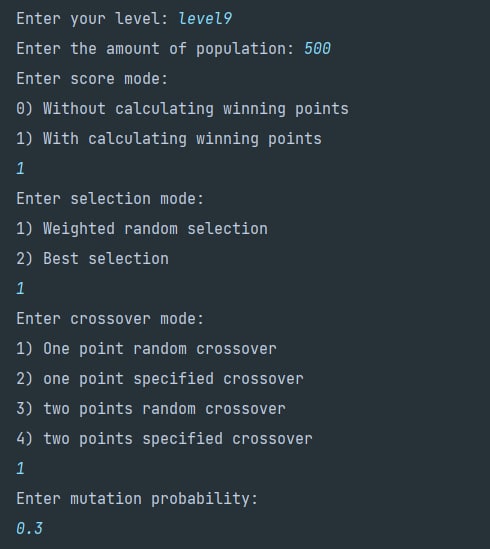 Enter your level: level9
Enter the amount of population: 500
Enter score mode:
0) Without calculating winning points
1) With calculating winning points
1
Enter selection mode:
1) Weighted random selection
2) Best selection
1
Enter crossover mode:
1) One point random crossover
2) one point specified crossover
3) two points random crossover
4) two points specified crossover
1
Enter mutation probability:
0.3